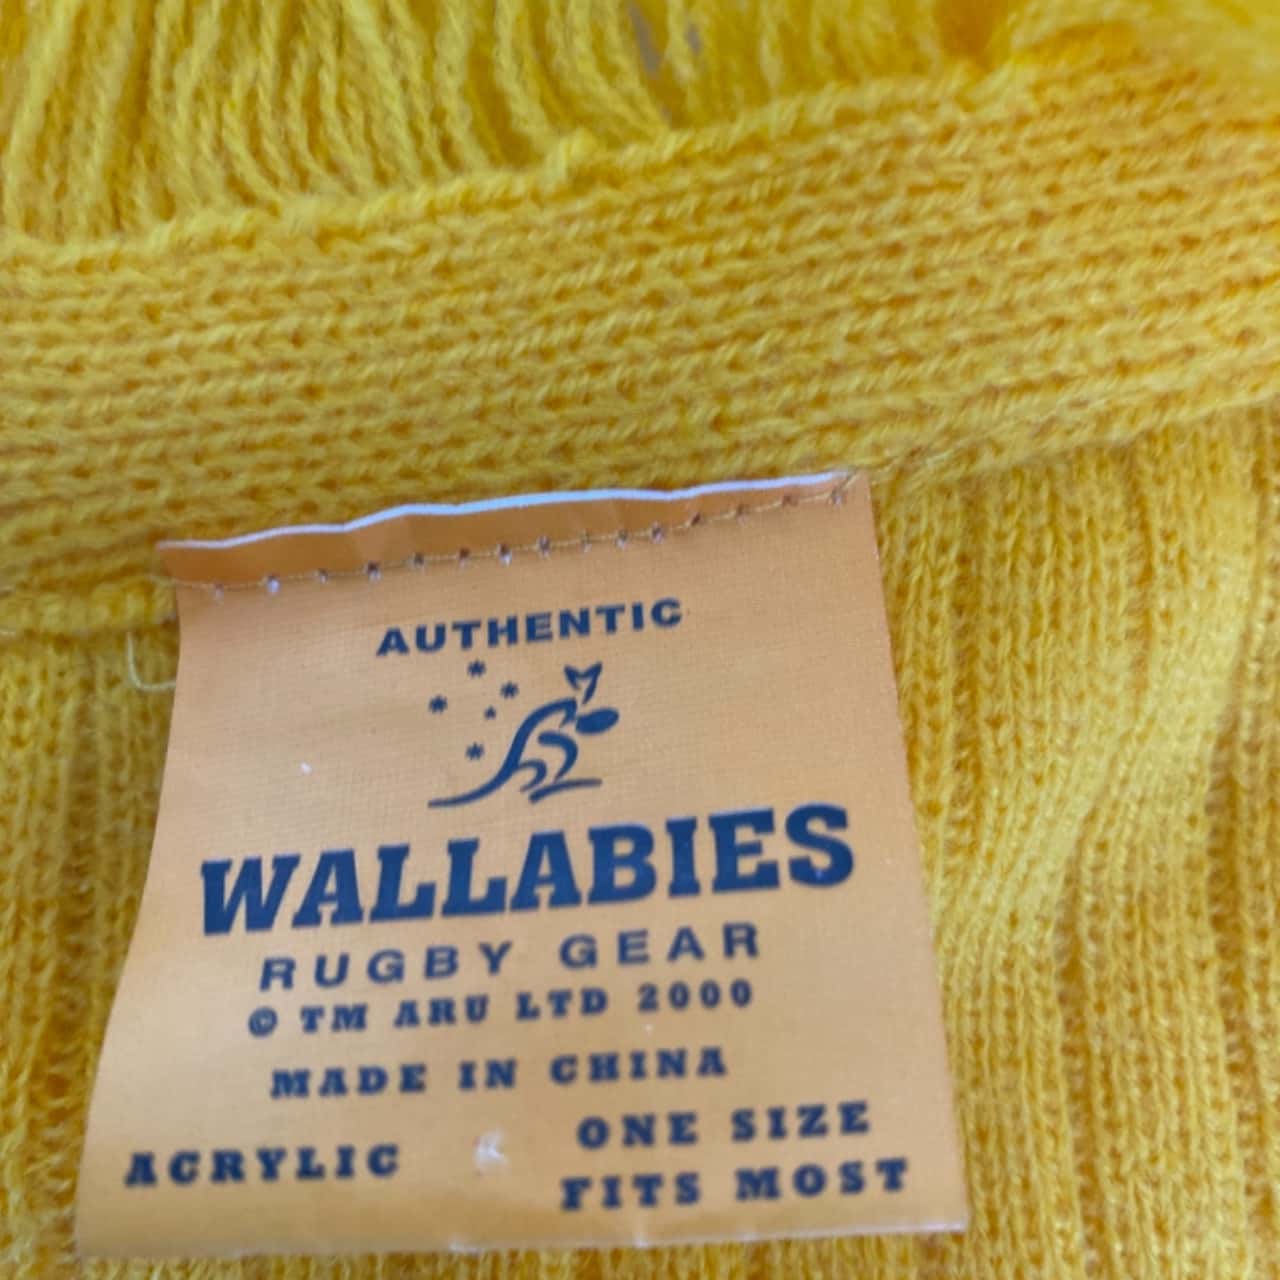 AUTHENTIC
WALLABIES
RUGBY GEAR
© TM ARU LTD 2000
MADE IN CHINA
ACRYLIC
ONE SIZE
FITS MOST